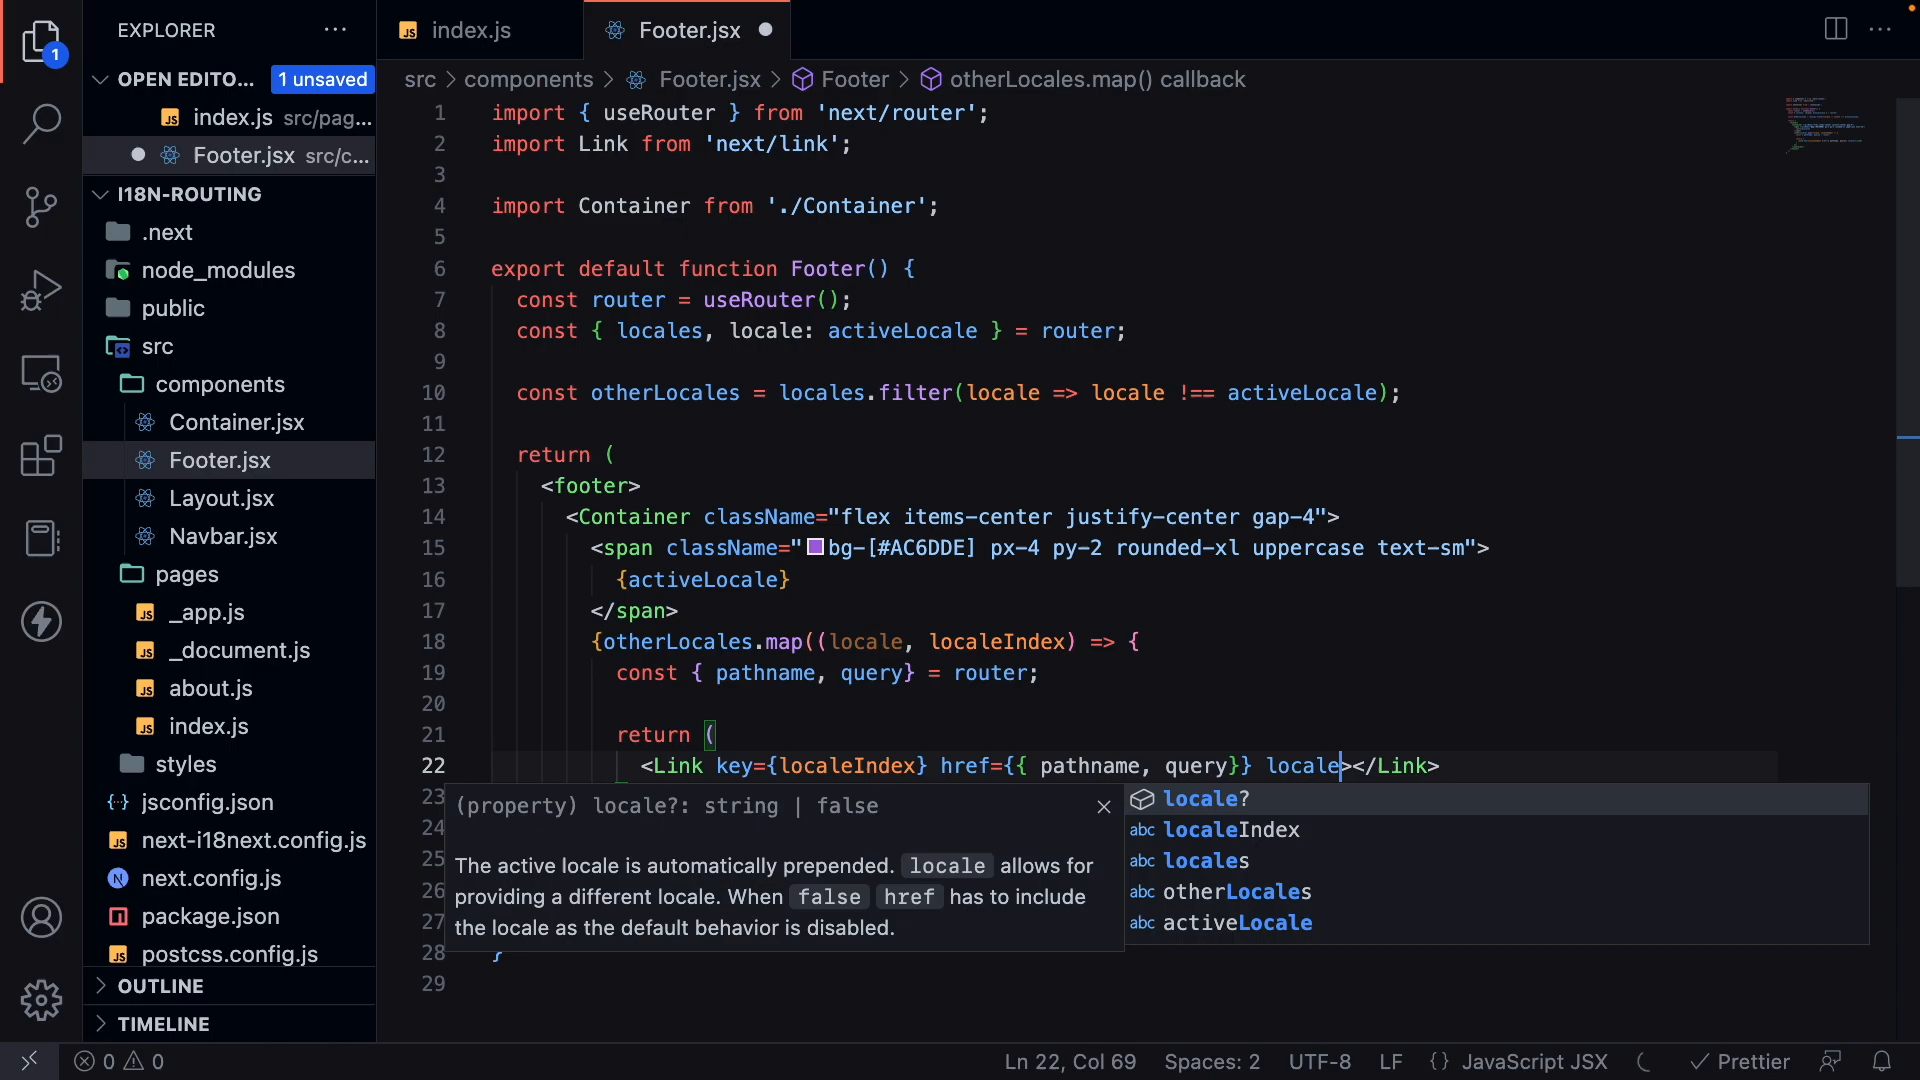 EXPLORER
index.js
Footer.jsx
1
OPEN EDITO... 1 unsaved
index.js src/pag...
Footer.jsx src/c...
I18N-ROUTING
.next
node_modules
public
src
components
Container.jsx
Footer.jsx
Layout.jsx
Navbar.jsx
pages
_app.js
_document.js
about.js
index.js
styles
jsconfig.json
next-i18next.config.js
next.config.js
package.json
postcss.config.js
OUTLINE
TIMELINE
src > components > Footer.jsx > Footer > otherLocales.map() callback
1 import { useRouter } from 'next/router';
2 import Link from 'next/link';
3
4 import Container from './Container';
5
6 export default function Footer() {
7 const router = useRouter();
8 const { locales, locale: activeLocale } = router;
9
10 const otherLocales = locales.filter(locale => locale !== activeLocale);
11
12 return (
13 <footer>
14 <Container className="flex items-center justify-center gap-4">
15 <span className="bg-[#AC6DDE] px-4 py-2 rounded-xl uppercase text-sm">
16 {activeLocale}
17 </span>
18 {otherLocales.map((locale, localeIndex) => {
19 const { pathname, query} = router;
20
21 return (
22 <Link key={localeIndex} href={{ pathname, query}} locale></Link>
23
24
25
26
27
28 }
29
(property) locale?: string | false
The active locale is automatically prepended. locale allows for
providing a different locale. When false href has to include
the locale as the default behavior is disabled.
locale?
abc localeIndex
abc locales
abc otherLocales
abc activeLocale
0 0
Ln 22, Col 69 Spaces: 2 UTF-8 LF {} JavaScript JSX Prettier